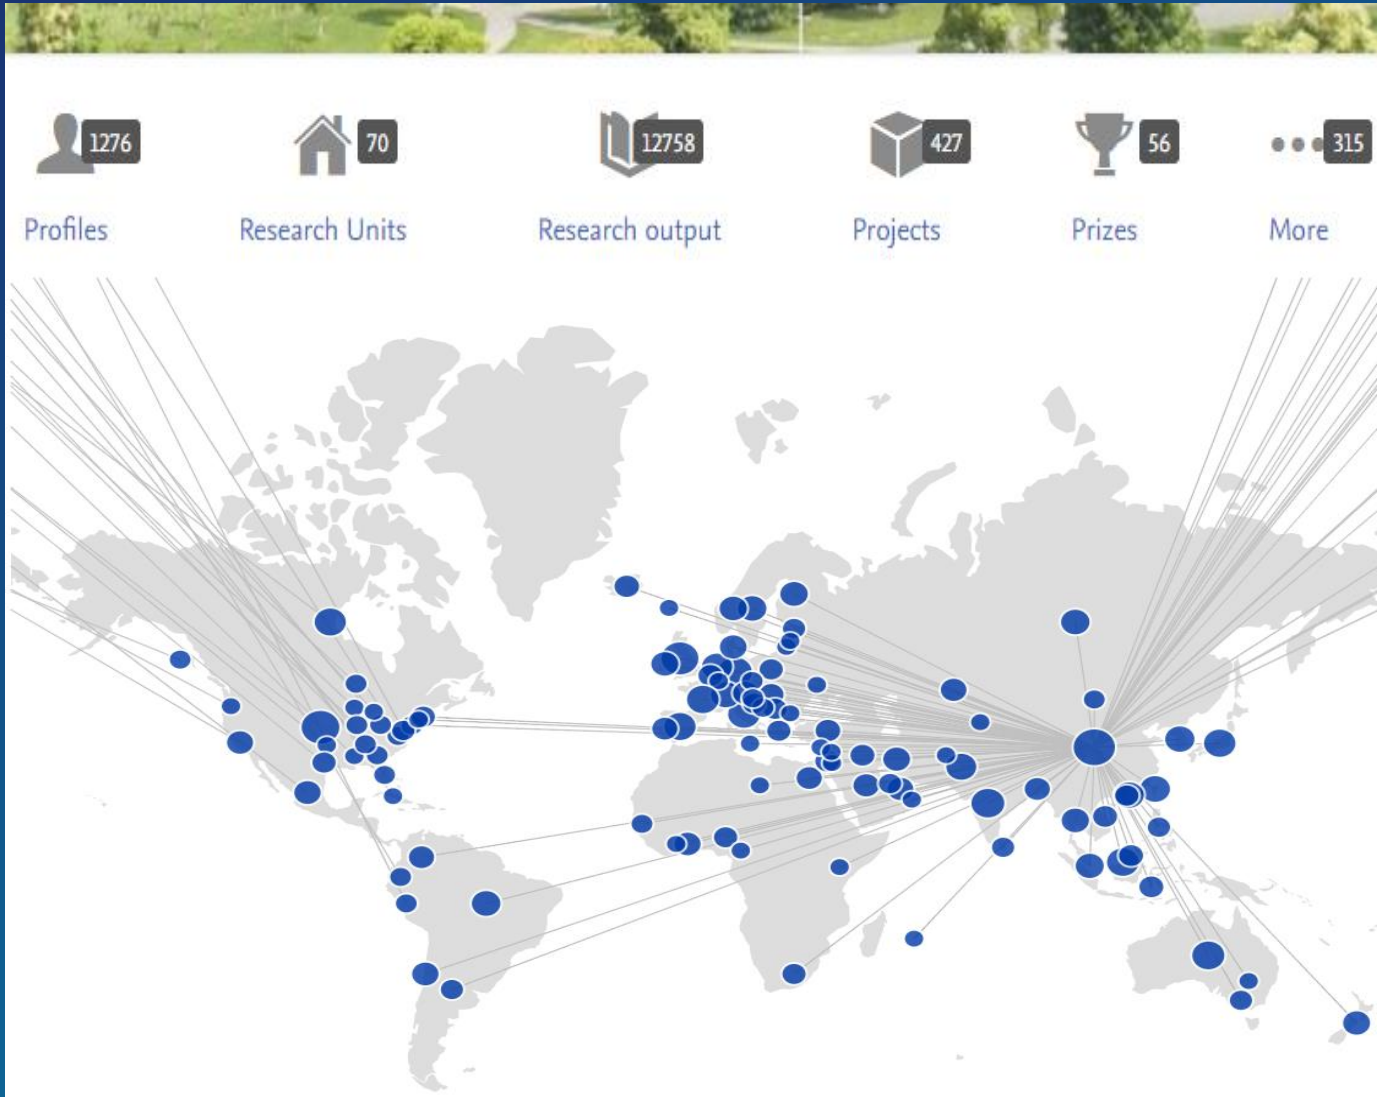 1276
70
12758
427
56
315
Profiles
Research Units
Research output
Projects
Prizes
More